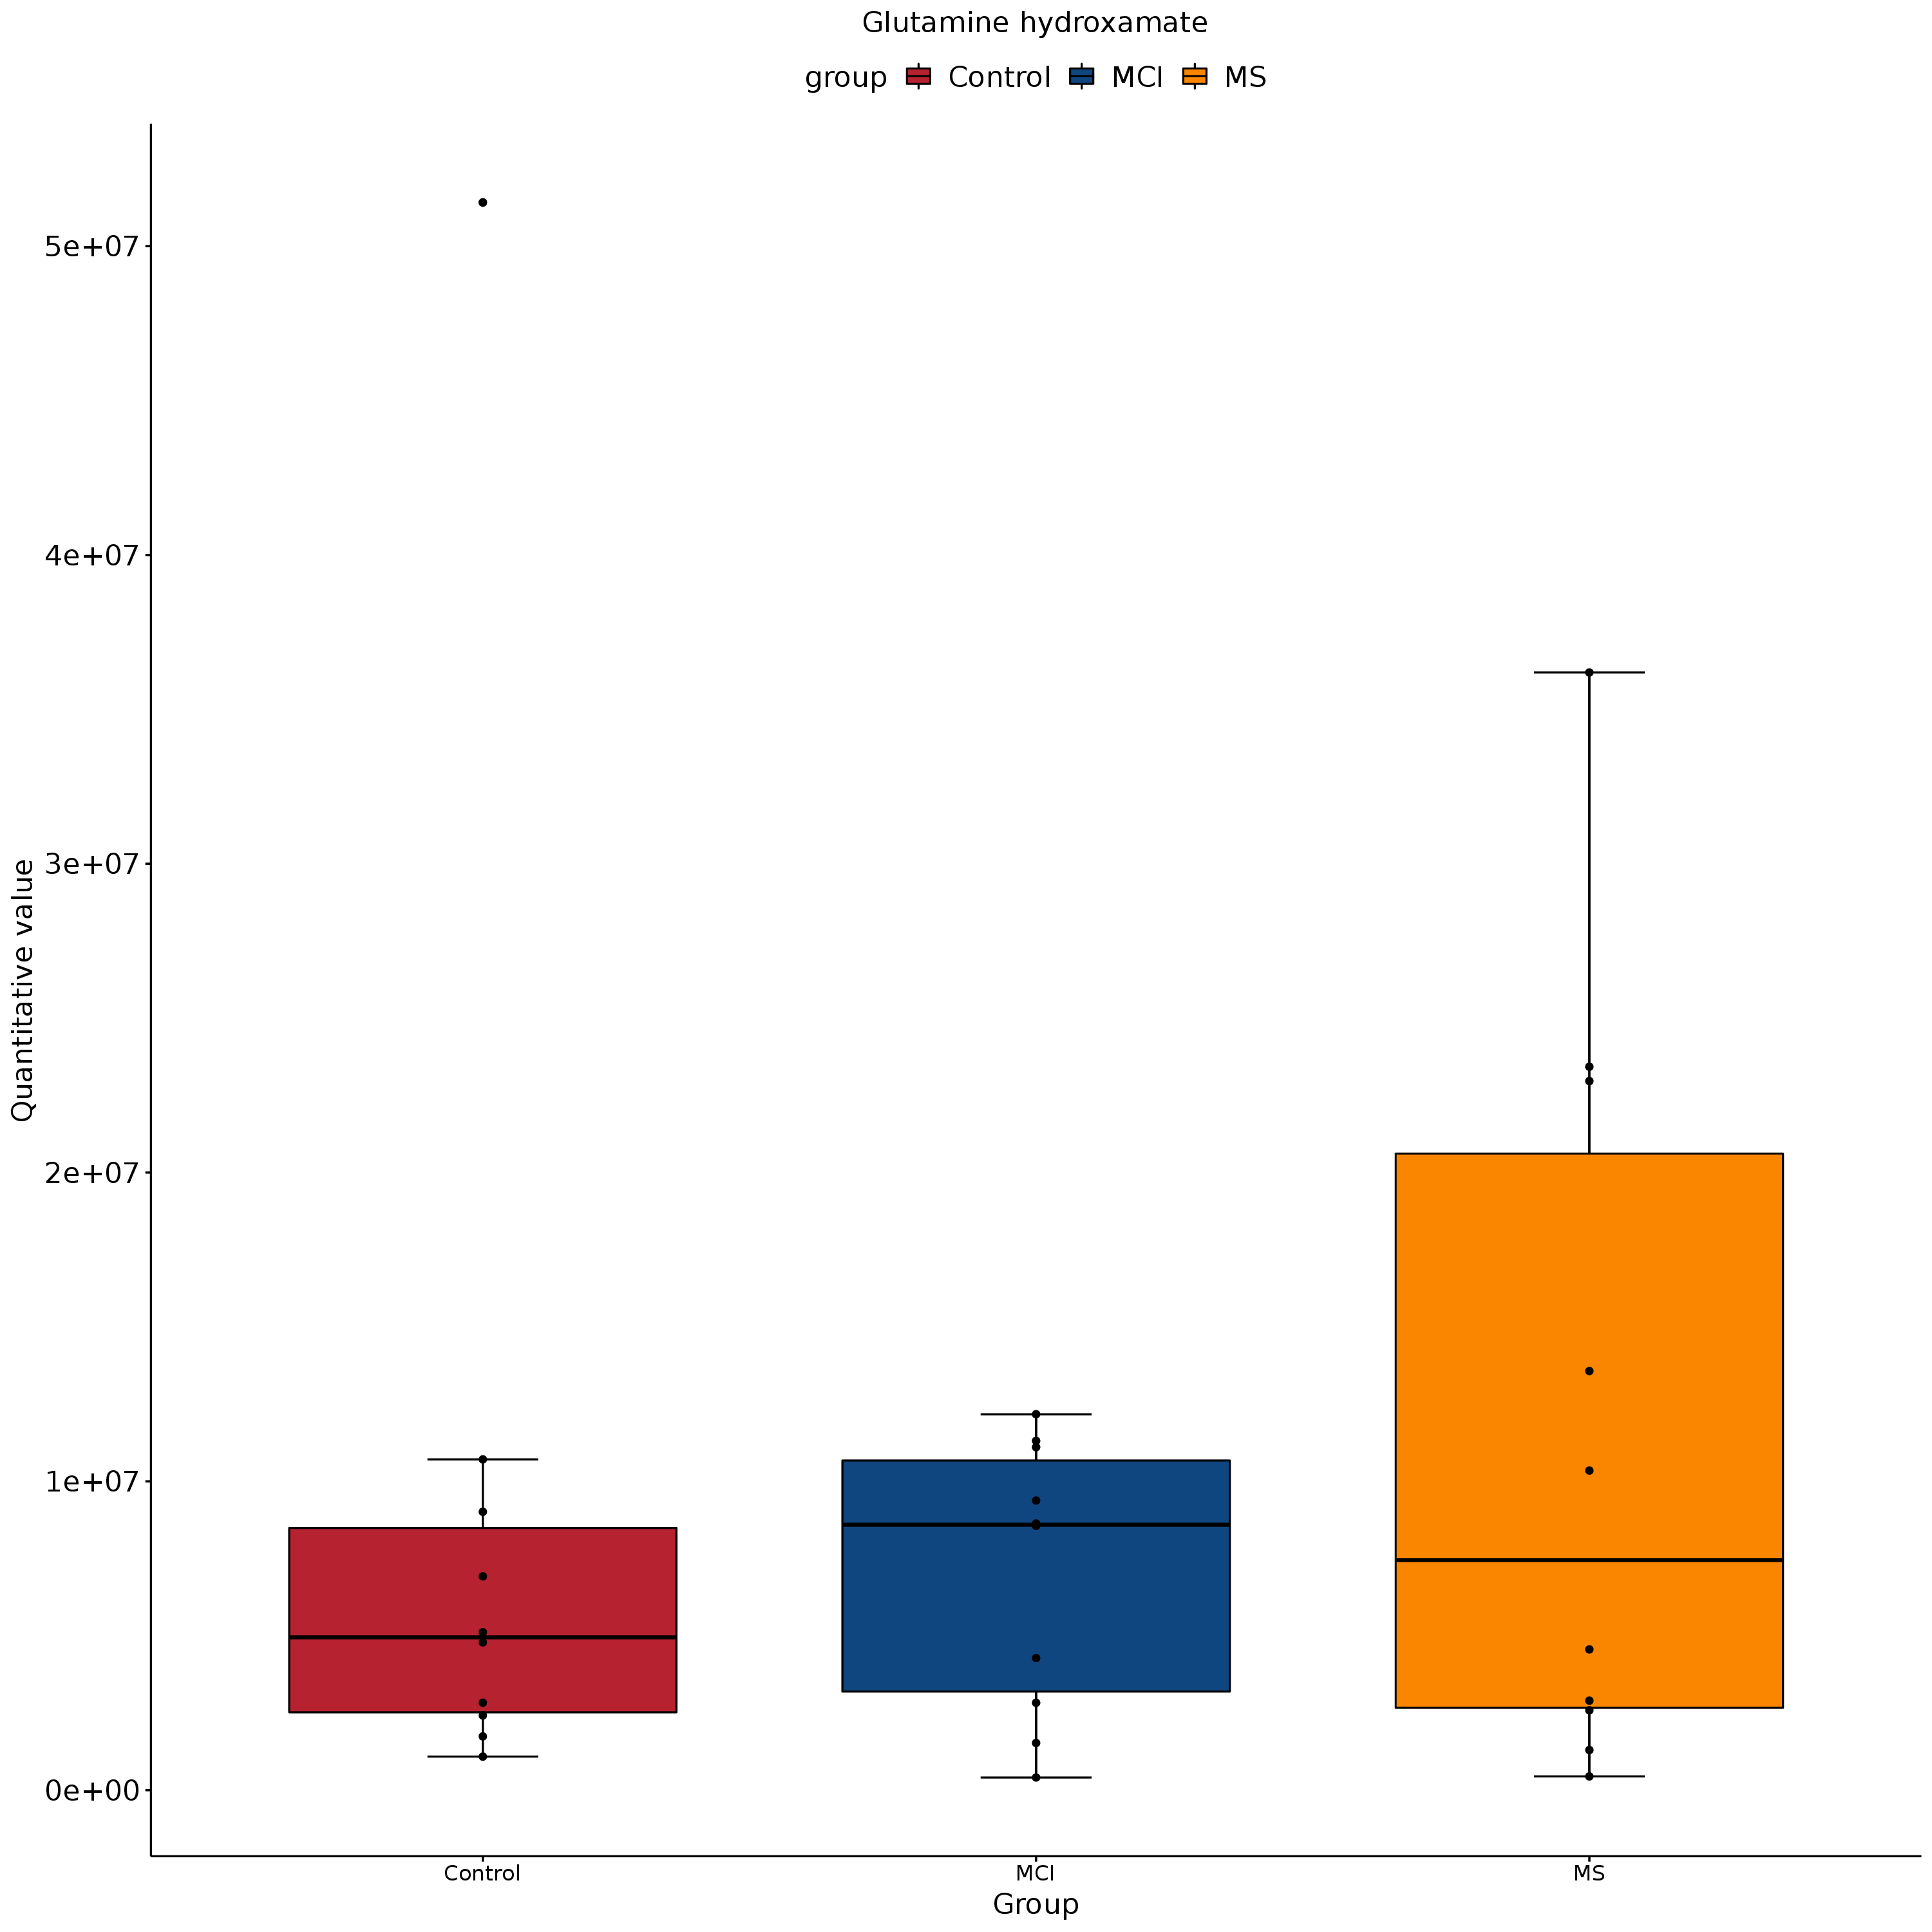 Glutamine hydroxamate
group Control MCI MS
5e+07
4e+07
3e+07
2e+07
1e+07
0e+00
Quantitative value
Control MCI MS
Group